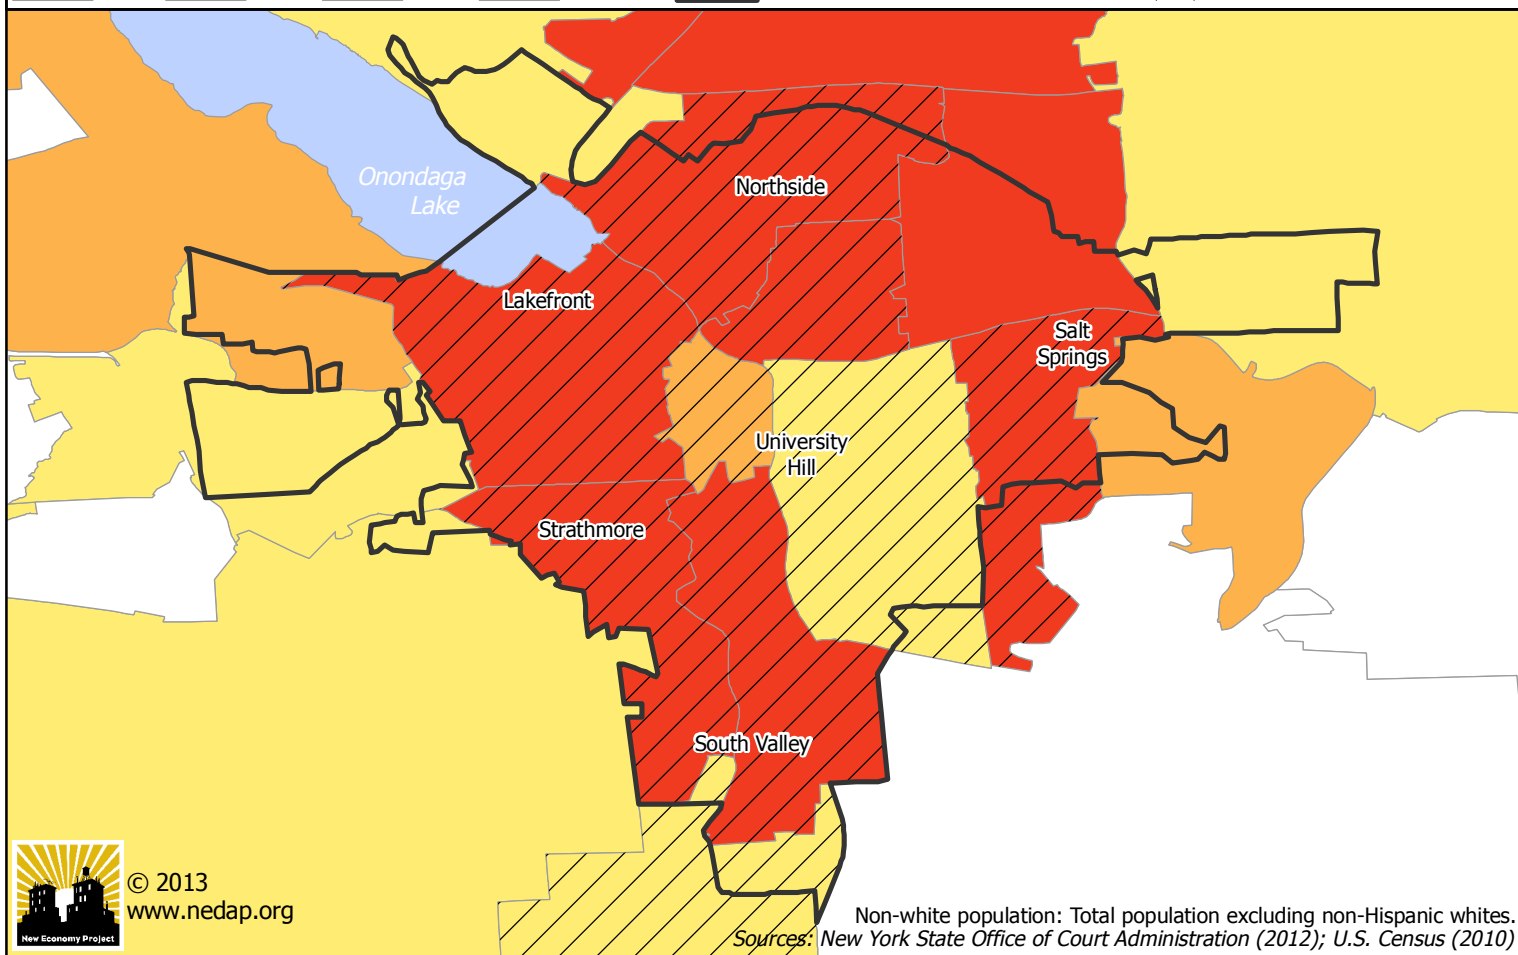 Onondaga
Lake
Northside
Lakefront
Salt
Springs
University
Hill
Strathmore
South Valley
© 2013
www.nedap.org
New Economy Project
Non-white population: Total population excluding non-Hispanic whites.
Sources: New York State Office of Court Administration (2012); U.S. Census (2010)